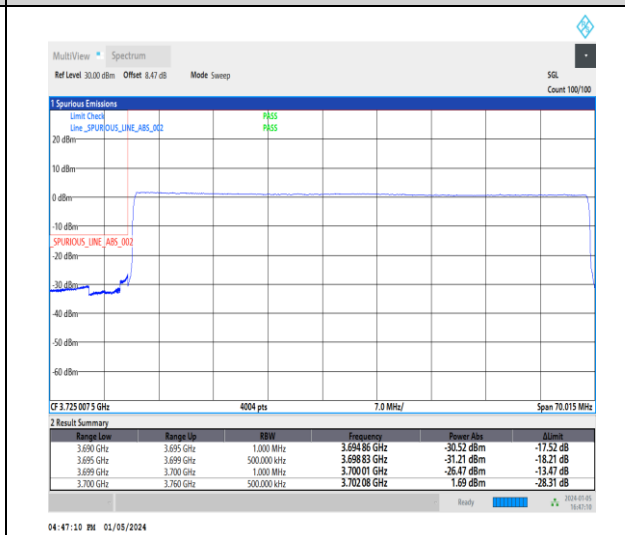 MultiView Spectrum
Ref Level 30.00 dBm Offset 8.47 dB Mode Sweep SGL
Count 100/100
1 Spurious Emissions
Limit Check PASS
Line _SPURIOUS_LINE_ABS_002 PASS
20 dBm
10 dBm
0 dBm
-10 dBm
_SPURIOUS_LINE_ABS_002
-20 dBm
-30 dBm
-40 dBm
-50 dBm
-60 dBm
CF 3.725 007 5 GHz 4004 pts 7.0 MHz/ Span 70.015 MHz
2 Result Summary
Range Low Range Up RBW Frequency Power Abs ΔLimit
3.690 GHz 3.695 GHz 1.000 MHz 3.694 86 GHz -30.52 dBm -17.52 dB
3.695 GHz 3.699 GHz 500.000 kHz 3.698 83 GHz -31.21 dBm -18.21 dB
3.699 GHz 3.700 GHz 1.000 MHz 3.700 01 GHz -26.47 dBm -13.47 dB
3.700 GHz 3.760 GHz 500.000 kHz 3.702 08 GHz 1.69 dBm -28.31 dB
Ready 2024-01-05
16:47:10
04:47:10 PM 01/05/2024